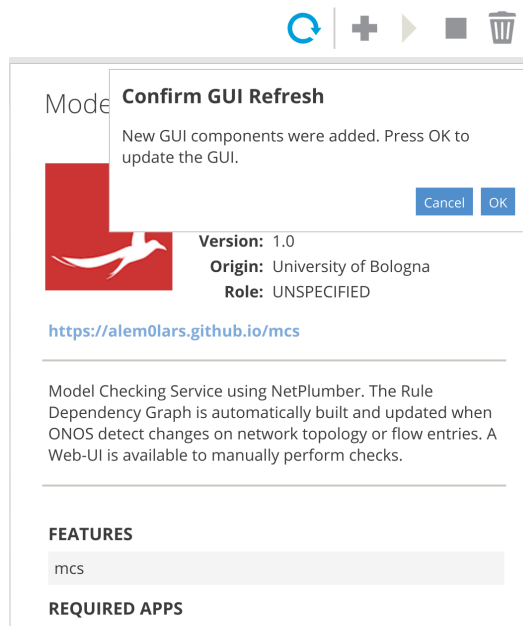 Mode
Confirm GUI Refresh
New GUI components were added. Press OK to
update the GUI.
Cancel OK
Version: 1.0
Origin: University of Bologna
Role: UNSPECIFIED
https://alem0lars.github.io/mcs
Model Checking Service using NetPlumber. The Rule
Dependency Graph is automatically built and updated when
ONOS detect changes on network topology or flow entries. A
Web-UI is available to manually perform checks.
FEATURES
mcs
REQUIRED APPS